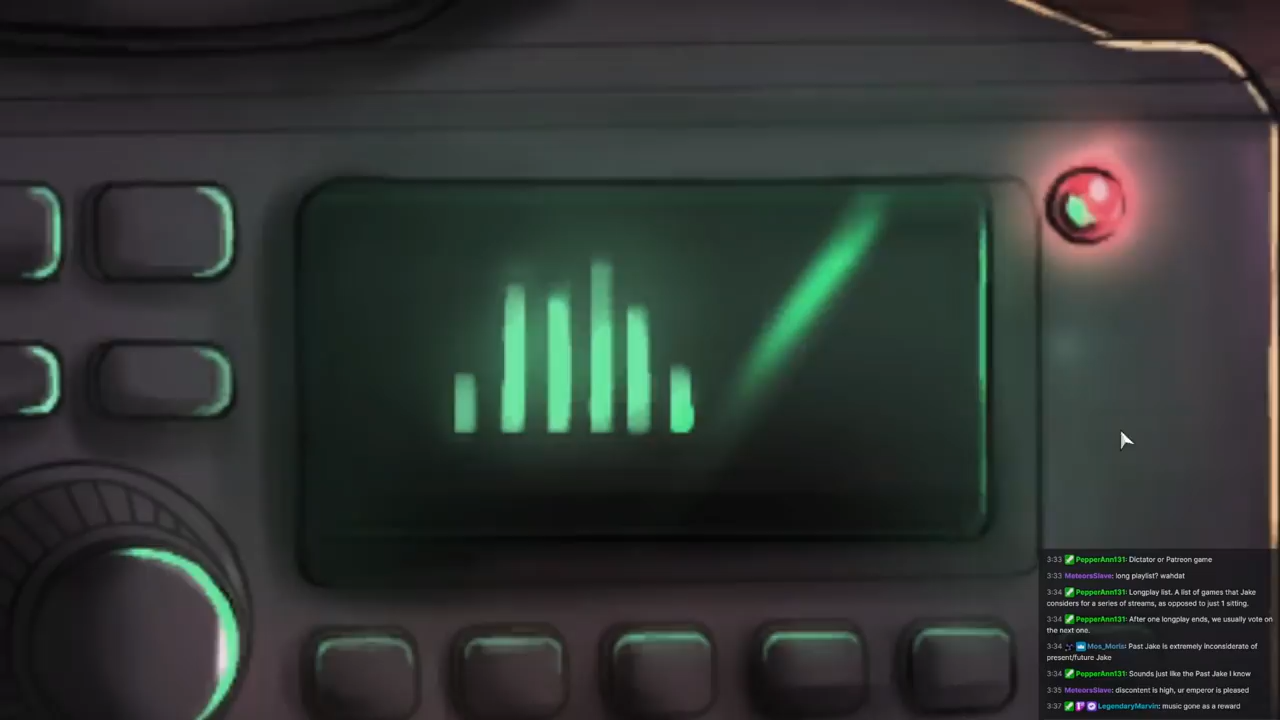 3:33 PepperAnn131: Dictator or Patreon game
3:33 MeteorsSlave: long playlist? wahdat
3:34 PepperAnn131: Longplay list. A list of games that Jake
considers for a series of streams, as opposed to just 1 sitting.
3:34 PepperAnn131: After one longplay ends, we usually vote on
the next one.
3:34 Mos_Moris: Past Jake is extremely inconsiderate of
present/future Jake
3:34 PepperAnn131: Sounds just like the Past Jake I know
3:35 MeteorsSlave: discontent is high, ur emperor is pleased
3:37 LegendaryMarvin: music gone as a reward